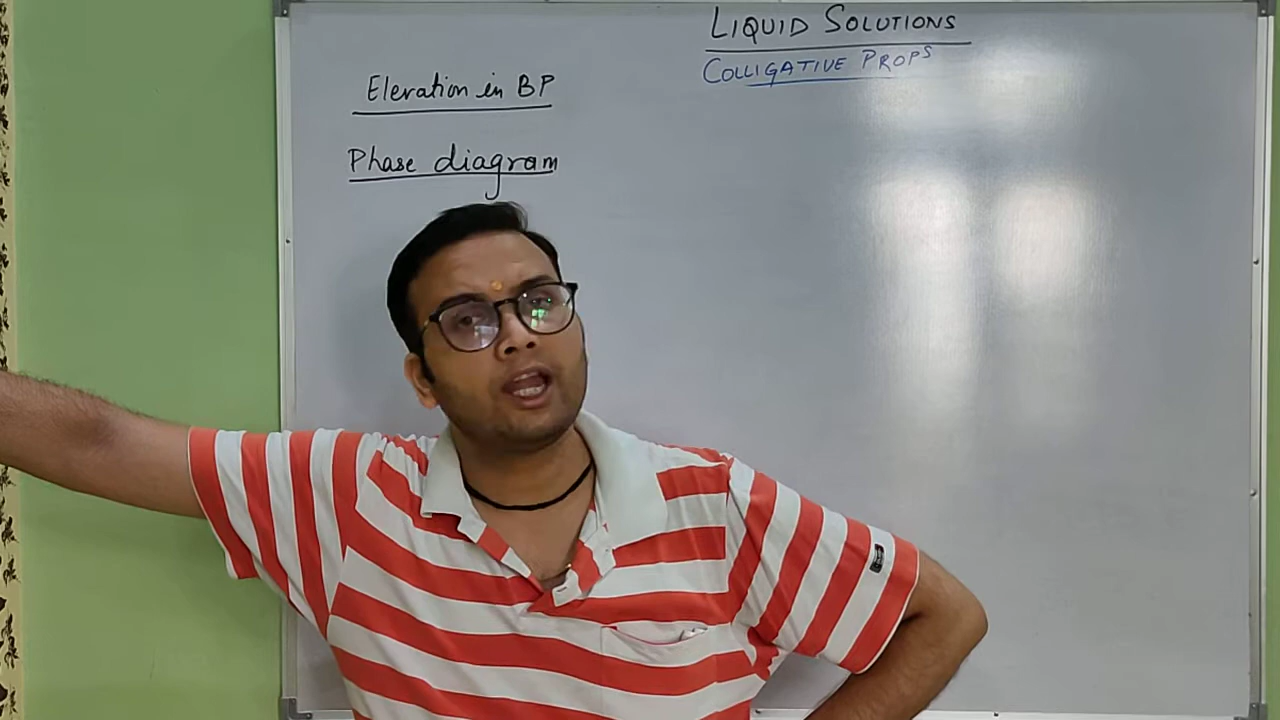 LIQUID SOLUTIONS
COLLIGATIVE PROPS
Elevation in BP
Phase diagram